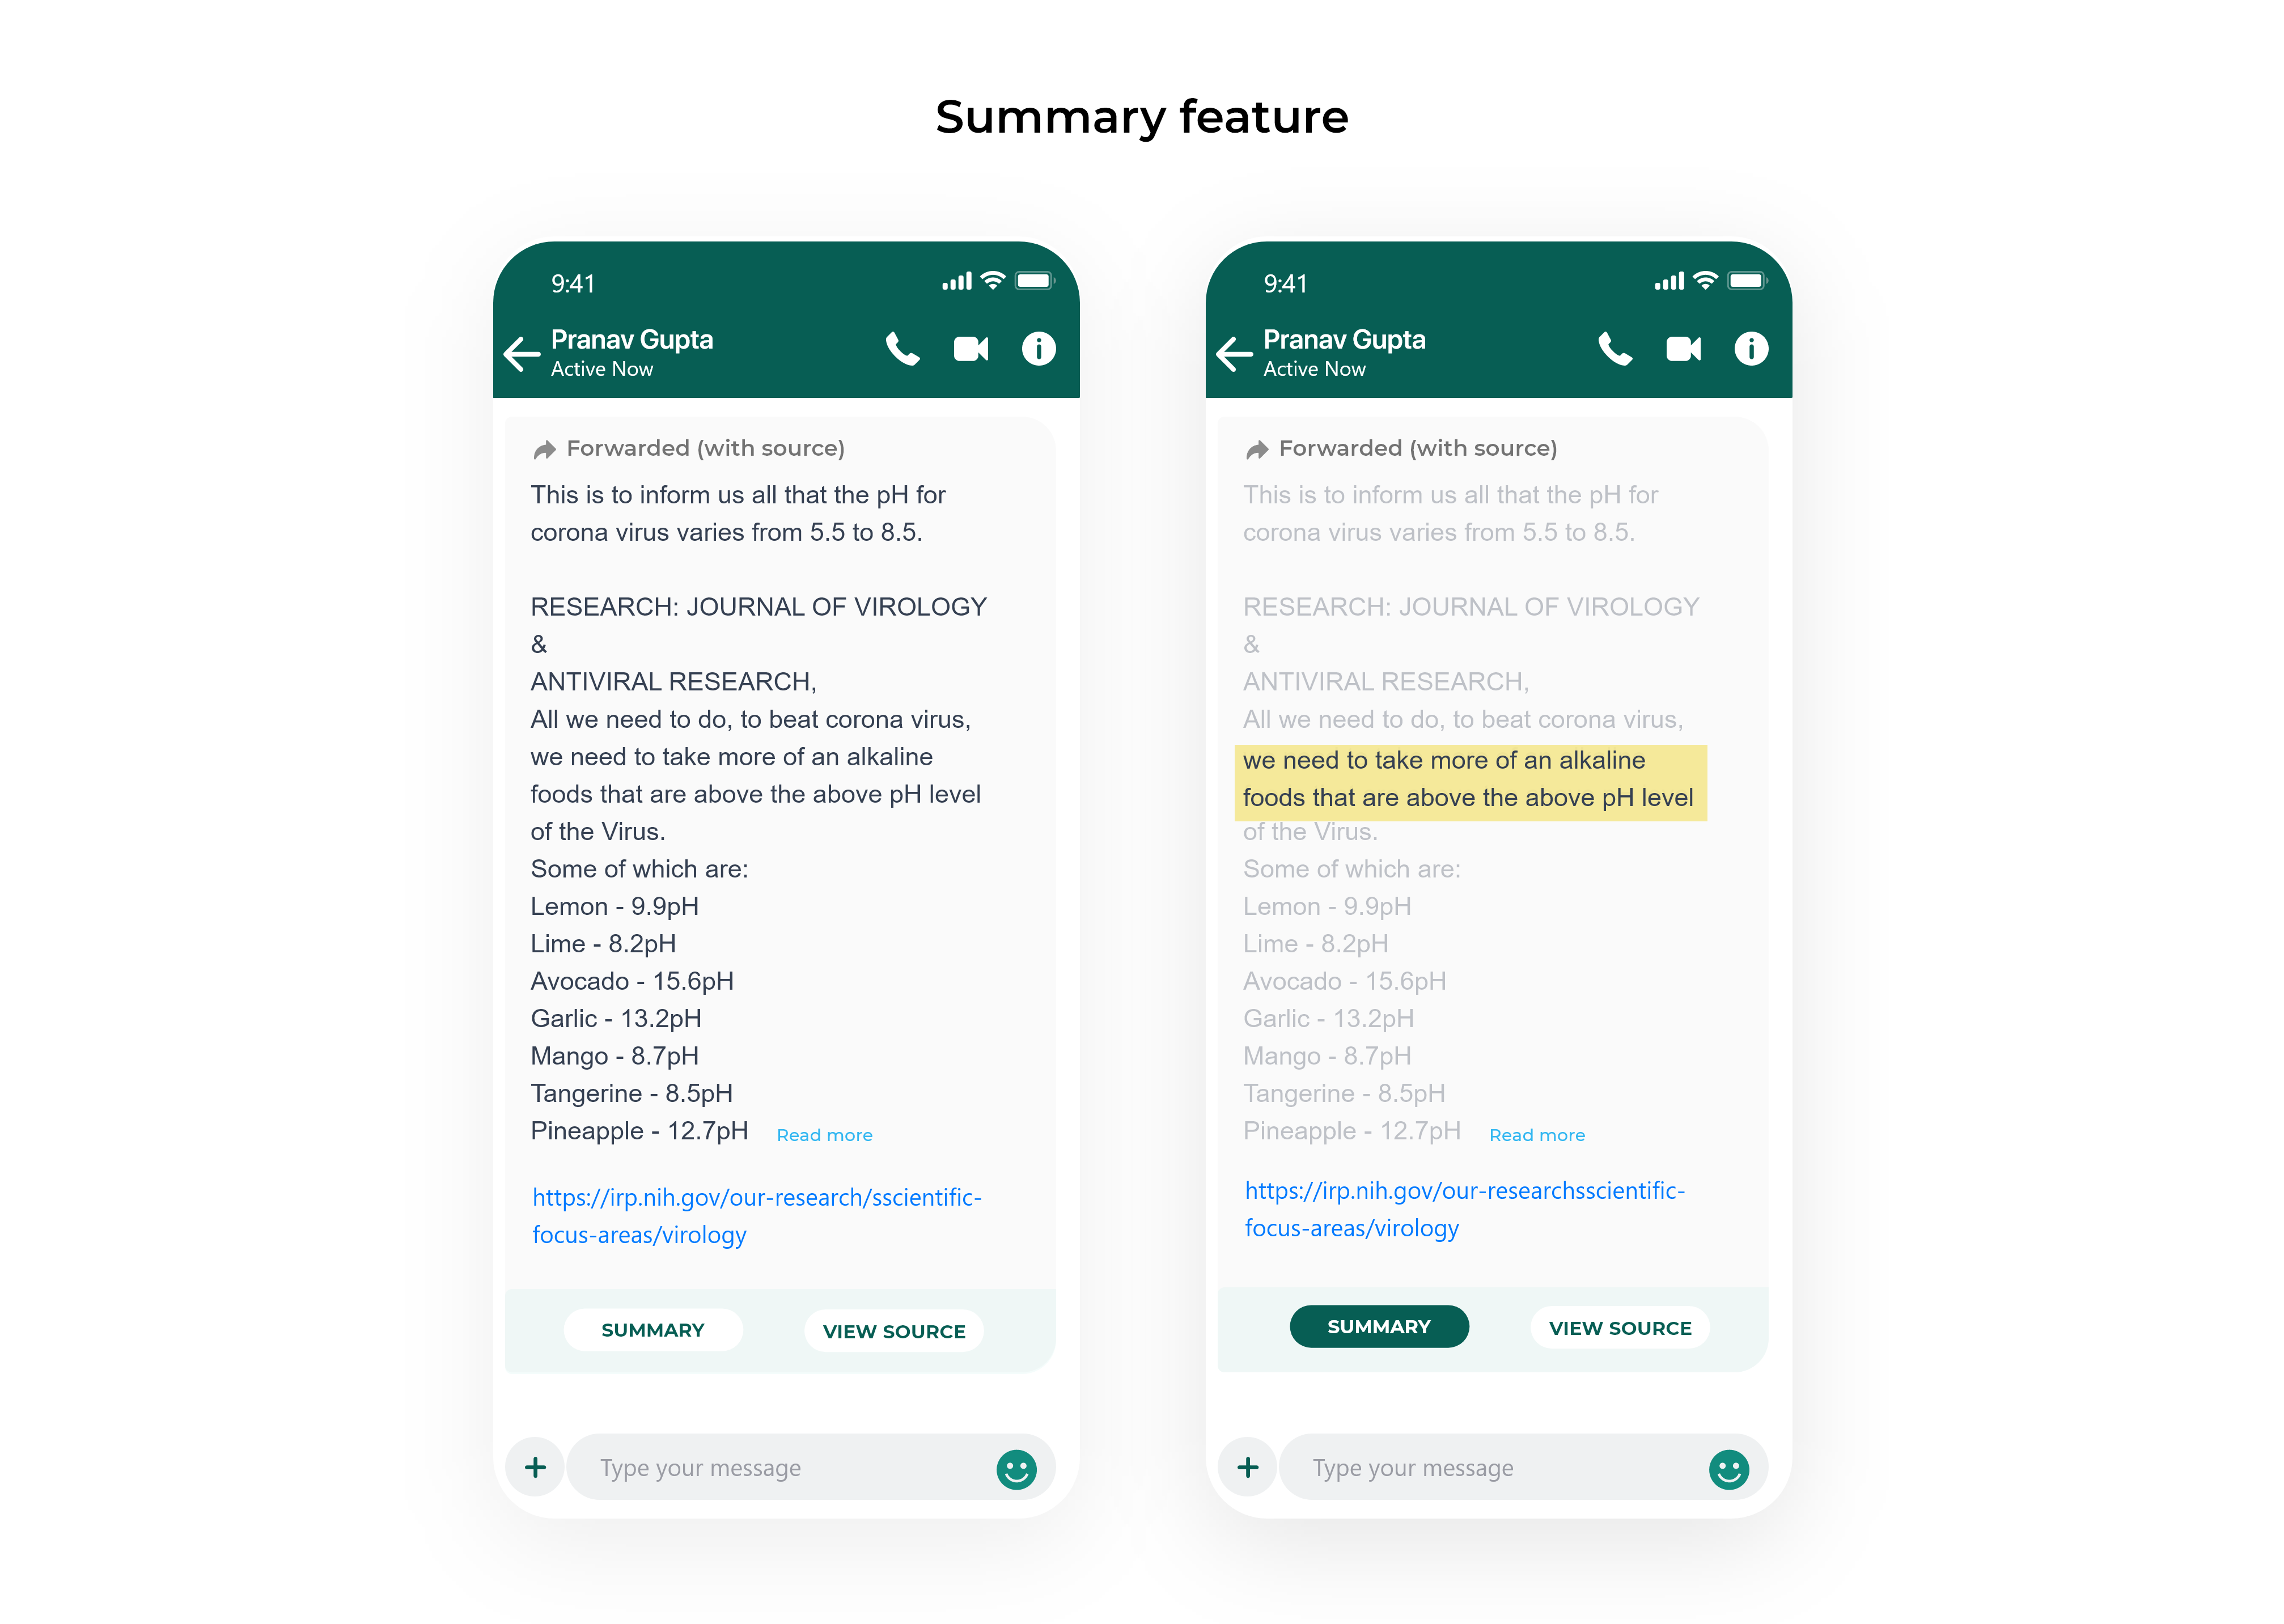 Summary feature
9:41
Pranav Gupta
Active Now
Forwarded (with source)
This is to inform us all that the pH for
corona virus varies from 5.5 to 8.5.
RESEARCH: JOURNAL OF VIROLOGY
&
ANTIVIRAL RESEARCH,
All we need to do, to beat corona virus,
we need to take more of an alkaline
foods that are above the above pH level
of the Virus.
Some of which are:
Lemon - 9.9pH
Lime - 8.2pH
Avocado - 15.6pH
Garlic - 13.2pH
Mango - 8.7pH
Tangerine - 8.5pH
Pineapple - 12.7pH Read more
https://irp.nih.gov/our-research/sscientific-
focus-areas/virology
SUMMARY VIEW SOURCE
Type your message
9:41
Pranav Gupta
Active Now
Forwarded (with source)
This is to inform us all that the pH for
corona virus varies from 5.5 to 8.5.
RESEARCH: JOURNAL OF VIROLOGY
&
ANTIVIRAL RESEARCH,
All we need to do, to beat corona virus,
we need to take more of an alkaline
foods that are above the above pH level
of the Virus.
Some of which are:
Lemon - 9.9pH
Lime - 8.2pH
Avocado - 15.6pH
Garlic - 13.2pH
Mango - 8.7pH
Tangerine - 8.5pH
Pineapple - 12.7pH Read more
https://irp.nih.gov/our-researchsscientific-
focus-areas/virology
SUMMARY VIEW SOURCE
Type your message